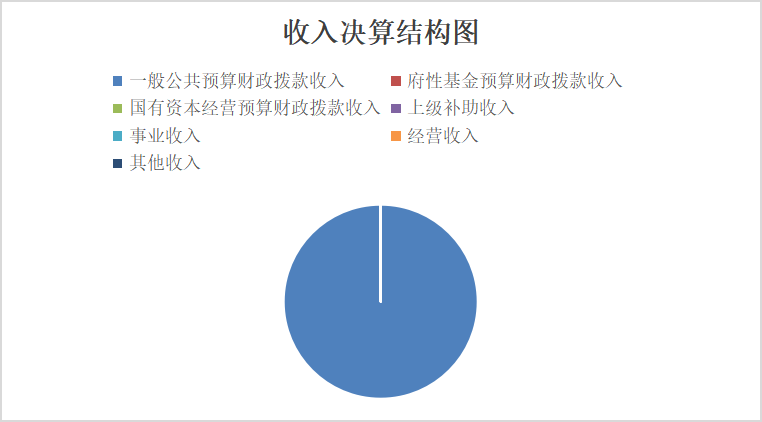 收入决算结构图
一般公共预算财政拨款收入 府性基金预算财政拨款收入
国有资本经营预算财政拨款收入 上级补助收入
事业收入 经营收入
其他收入